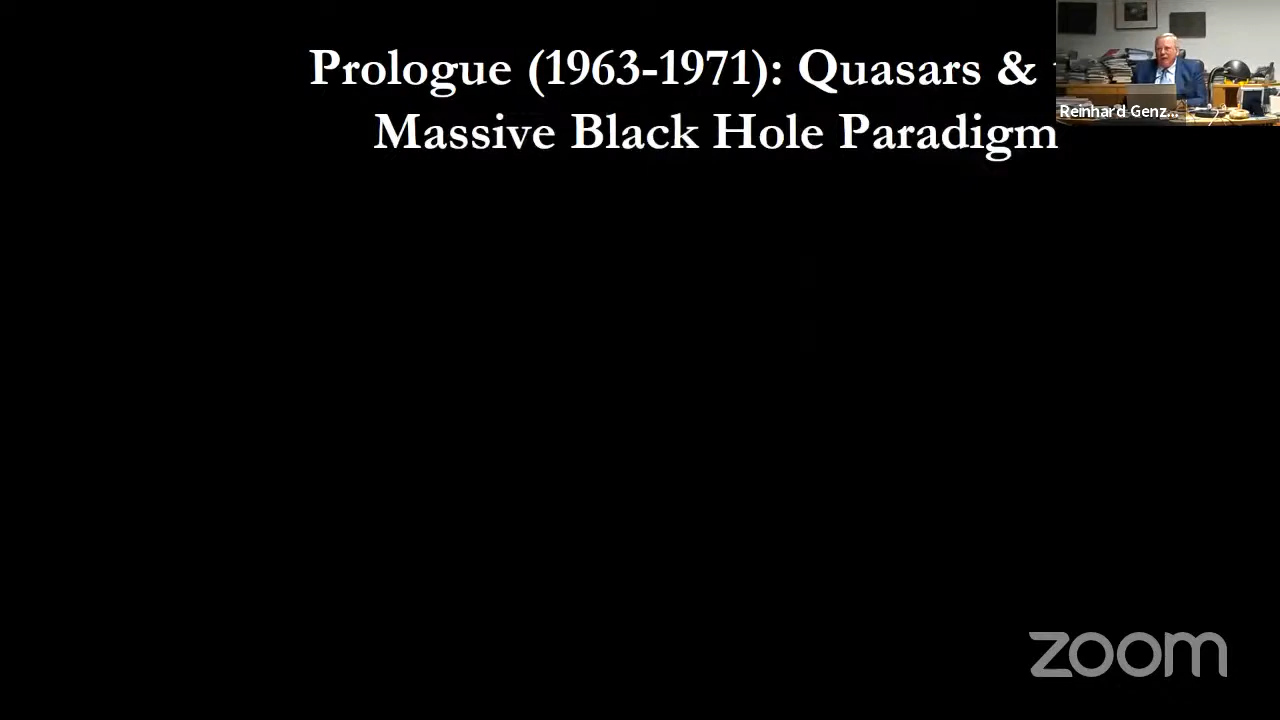 Prologue (1963-1971): Quasars &
Massive Black Hole Paradigm
Reinhard Genz...
zoom